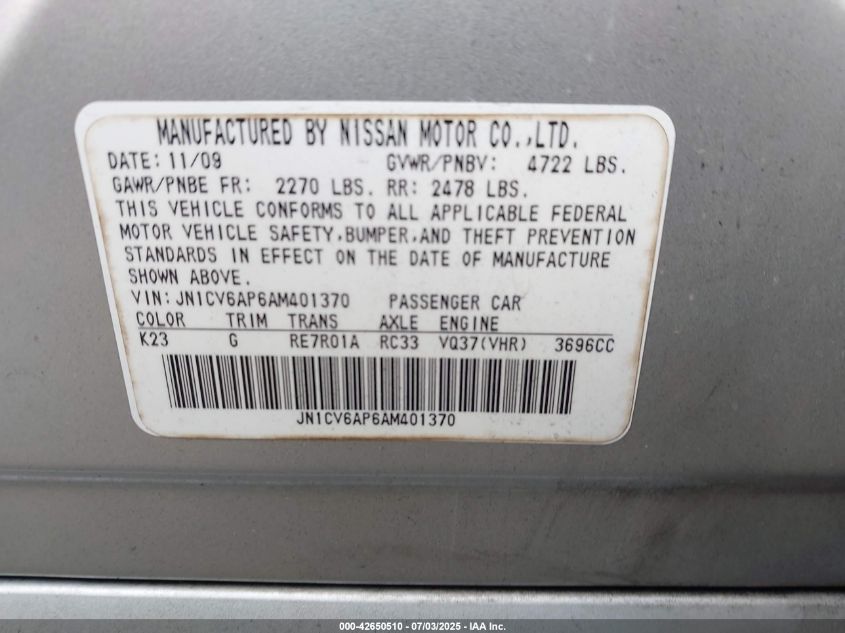 MANUFACTURED BY NISSAN MOTOR CO.,LTD.
DATE: 11/09 GVWR/PNBV: 4722 LBS.
GAWR/PNBE FR: 2270 LBS. RR: 2478 LBS.
THIS VEHICLE CONFORMS TO ALL APPLICABLE FEDERAL
MOTOR VEHICLE SAFETY,BUMPER,AND THEFT PREVENTION
STANDARDS IN EFFECT ON THE DATE OF MANUFACTURE
SHOWN ABOVE.
VIN: JN1CV6AP6AM401370 PASSENGER CAR
COLOR TRIM TRANS AXLE ENGINE
K23 G RE7R01A RC33 VQ37(VHR) 3696CC
JN1CV6AP6AM401370
000-42650510 - 07/03/2025 - IAA Inc.